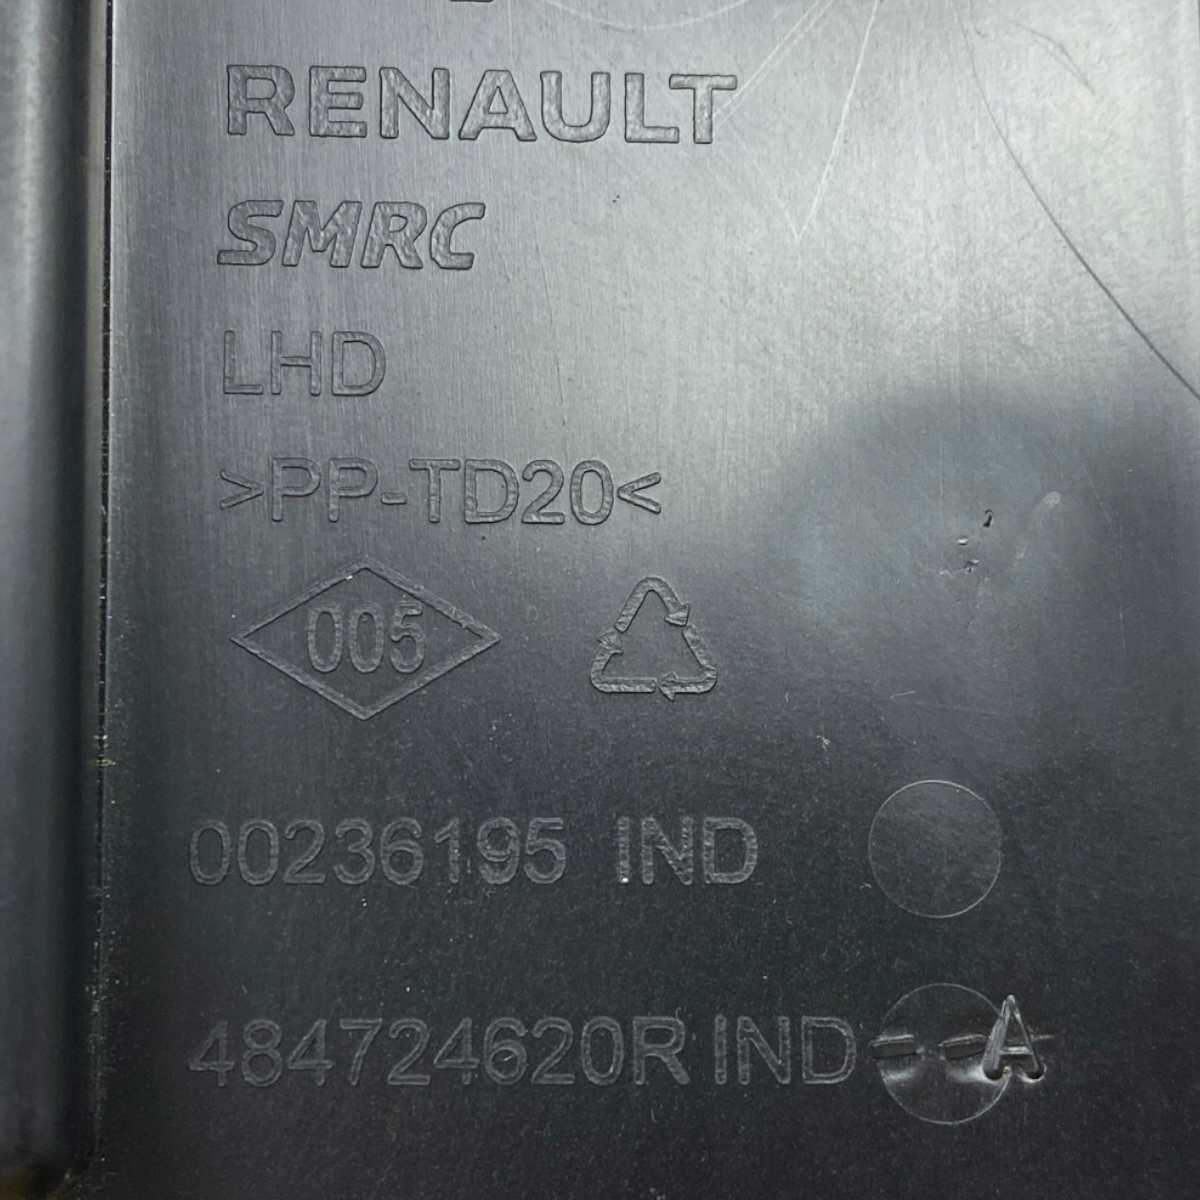 RENAULT
SMRC
LHD
>PP-TD20<
005
00236195 IND
484724620R IND --A